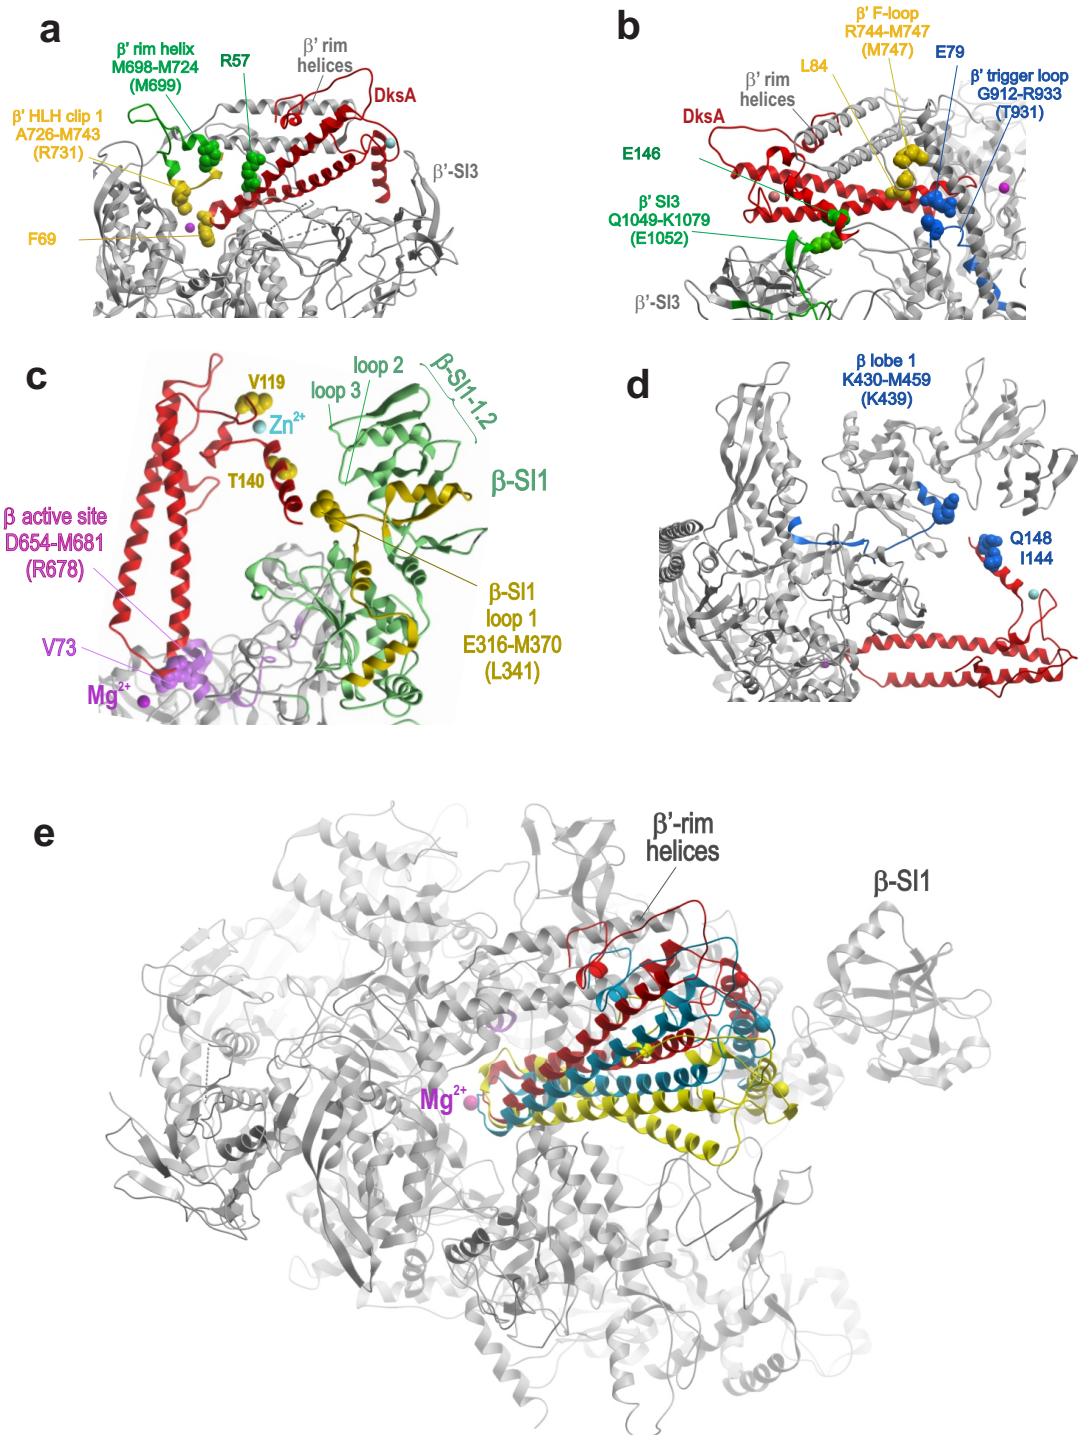 a
β’ rim helix
M698-M724
(M699)
R57
β’ rim
helices
DksA
β’ HLH clip 1
A726-M743
(R731)
β’-SI3
F69
b
β’ F-loop
R744-M747
(M747)
E79
L84
β’ trigger loop
G912-R933
(T931)
β’ rim
helices
DksA
E146
β’ SI3
Q1049-K1079
(E1052)
β’-SI3
c
loop 2
loop 3
β-SI1-1.2
V119
Zn²⁺
T140
β-SI1
β active site
D654-M681
(R678)
β-SI1
loop 1
E316-M370
(L341)
V73
Mg²⁺
d
β lobe 1
K430-M459
(K439)
Q148
I144
e
β’-rim
helices
β-SI1
Mg²⁺